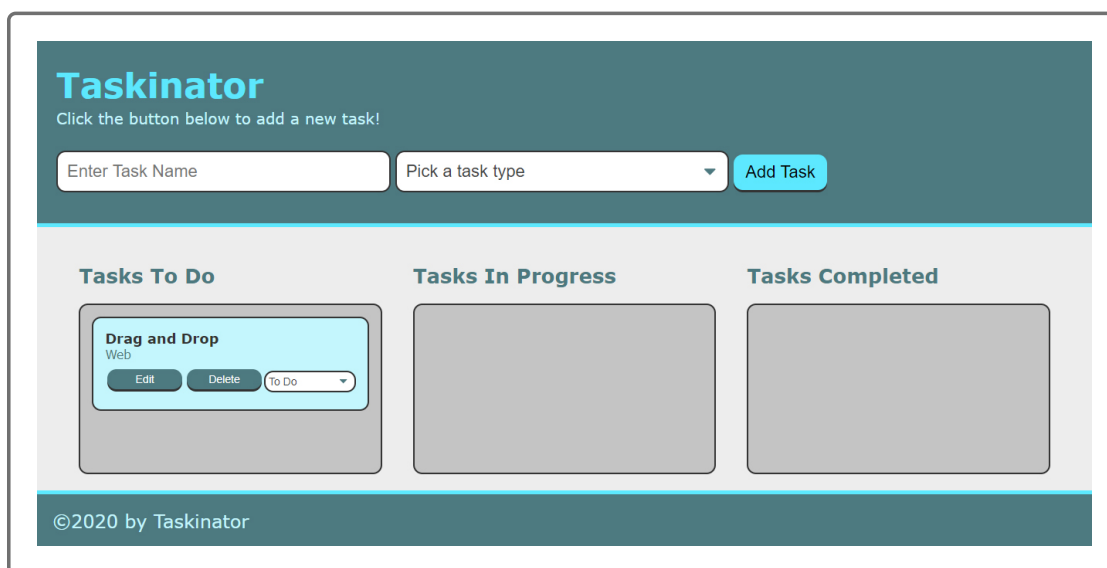 Taskinator
Click the button below to add a new task!
Enter Task Name
Pick a task type
Add Task
Tasks To Do
Tasks In Progress
Tasks Completed
Drag and Drop
Web
Edit
Delete
To Do
©2020 by Taskinator